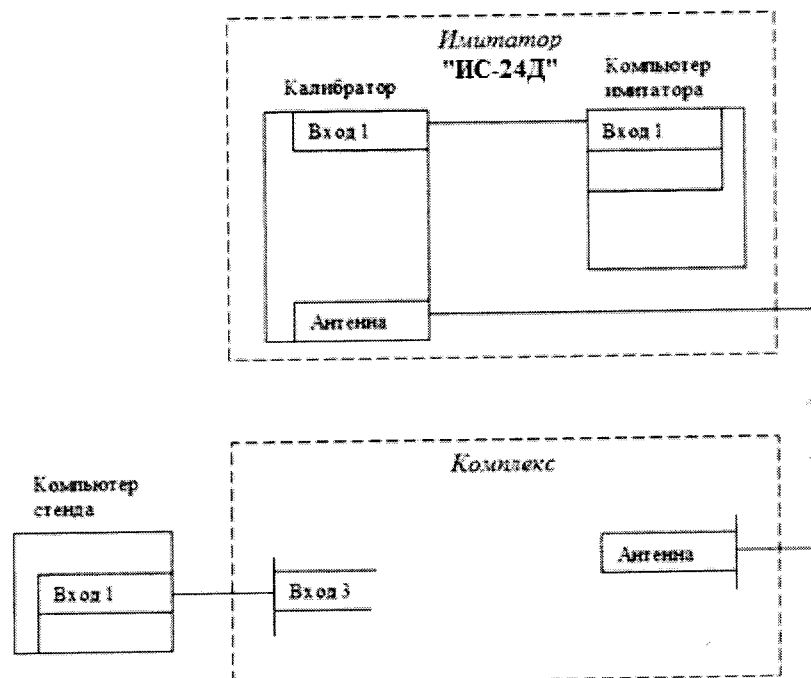 Имитатор
"ИС-24Д"
Калибратор
Компьютер
имитатора
Вход 1
Вход 1
Антенна
Комплекс
Компьютер
стенда
Антенна
Вход 1
Вход 3